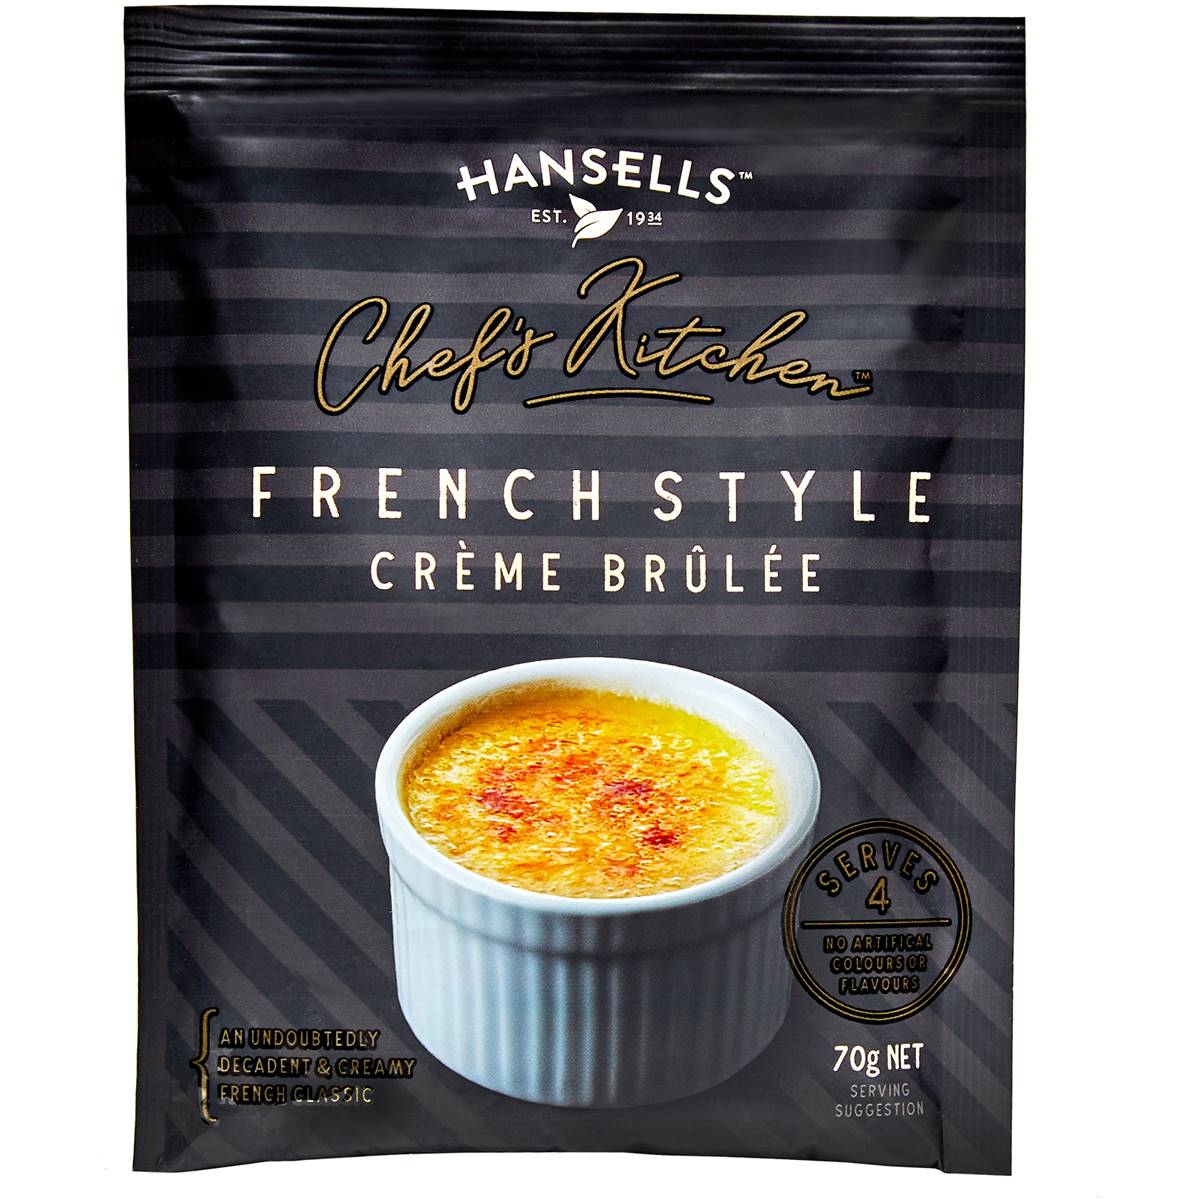 HANSELLS™
EST. 1934
Chef's Kitchen™
FRENCH STYLE
CRÈME BRÛLÉE
SERVES
4
NO ARTIFICAL
COLOURS OR
FLAVOURS
AN UNDOUBTEDLY
DECADENT & CREAMY
FRENCH CLASSIC
70g NET
SERVING
SUGGESTION